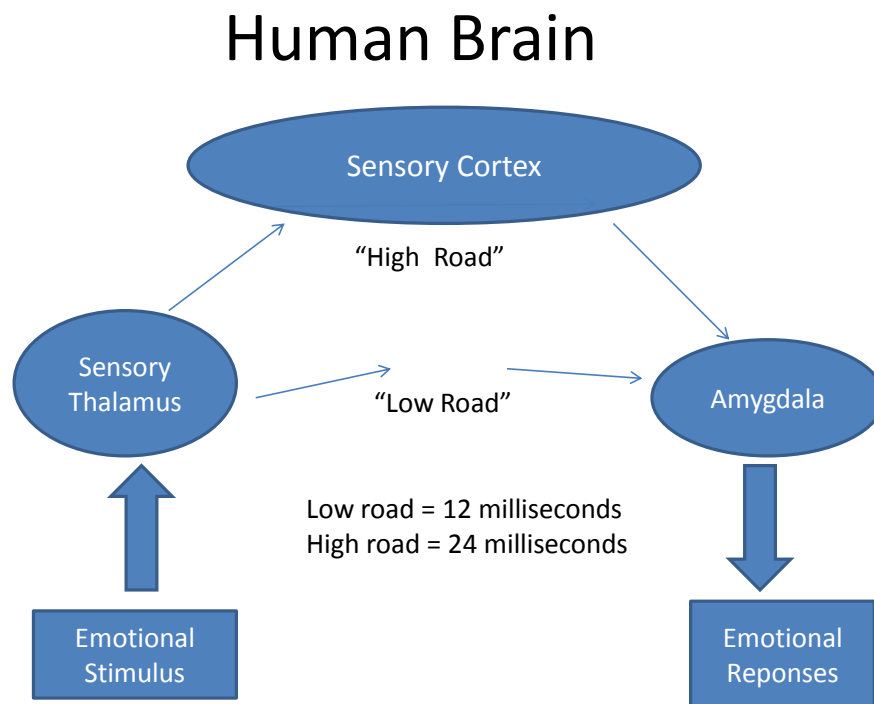 Human Brain
Sensory Cortex
“High Road”
Sensory
Thalamus
“Low Road”
Amygdala
Low road = 12 milliseconds
High road = 24 milliseconds
Emotional
Stimulus
Emotional
Reponses